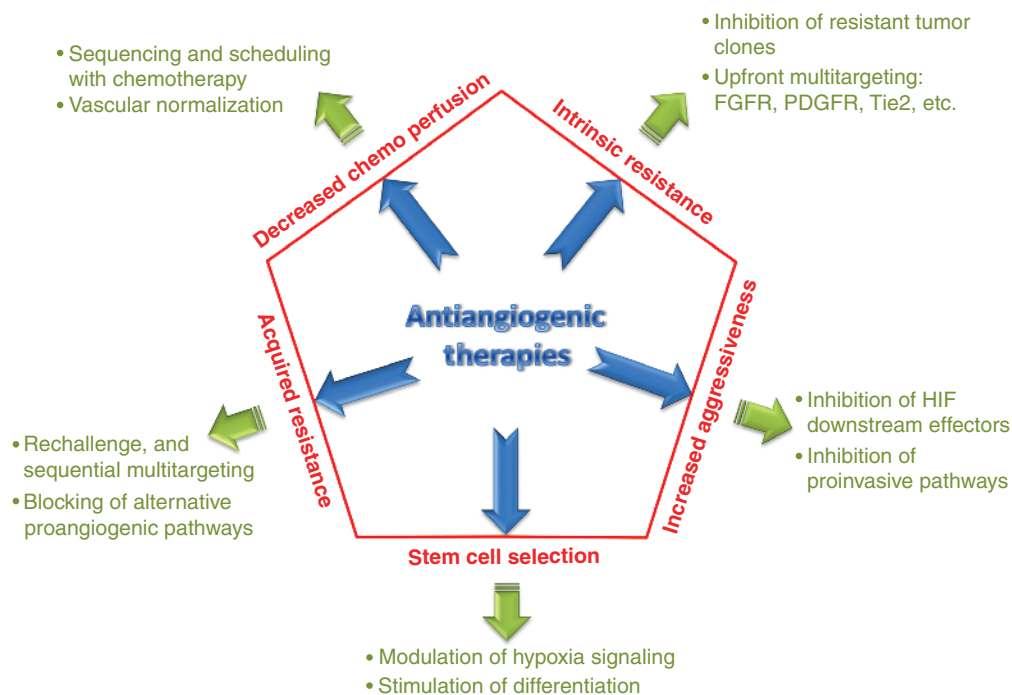 • Sequencing and scheduling
with chemotherapy
• Vascular normalization
• Inhibition of resistant tumor
clones
• Upfront multitargeting:
FGFR, PDGFR, Tie2, etc.
Decreased chemo perfusion
Intrinsic resistance
Antiangiogenic
therapies
Acquired resistance
Increased aggressiveness
• Rechallenge, and
sequential multitargeting
• Blocking of alternative
proangiogenic pathways
• Inhibition of HIF
downstream effectors
• Inhibition of
proinvasive pathways
Stem cell selection
• Modulation of hypoxia signaling
• Stimulation of differentiation